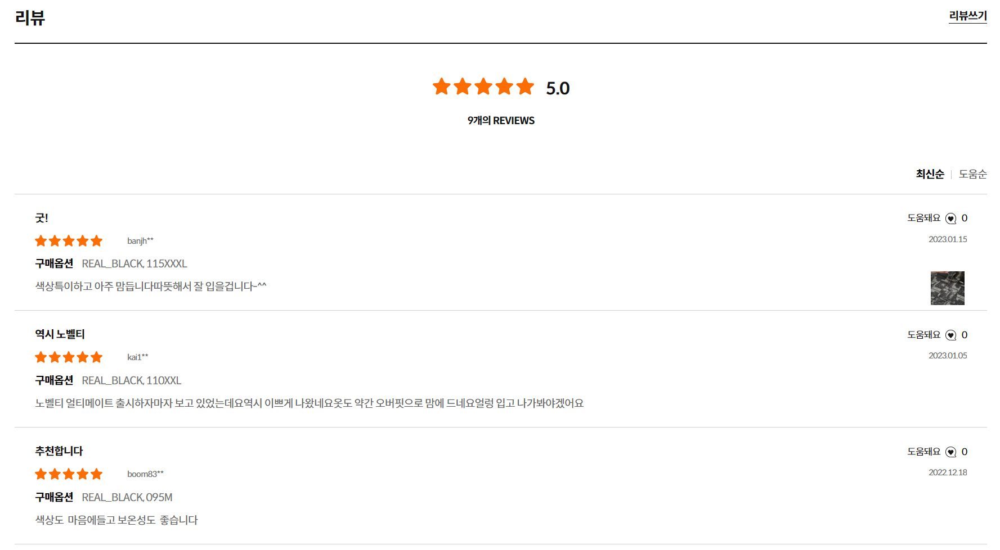 리뷰
리뷰쓰기
5.0
9개의 REVIEWS
최신순 도움순
굿!
도움돼요 0
banjh**
2023.01.15
구매옵션 REAL_BLACK, 115XXXL
색상특이하고 아주 맘듭니다따뜻해서 잘 입을겁니다~^^
역시 노벨티
도움돼요 0
kai1**
2023.01.05
구매옵션 REAL_BLACK, 110XXL
노벨티 얼티메이트 출시하자마자 보고 있었는데요역시 이쁘게 나왔네요옷도 약간 오버핏으로 맘에 드네요얼렁 입고 나가봐야겠어요
추천합니다
도움돼요 0
boom83**
2022.12.18
구매옵션 REAL_BLACK, 095M
색상도 마음에들고 보온성도 좋습니다